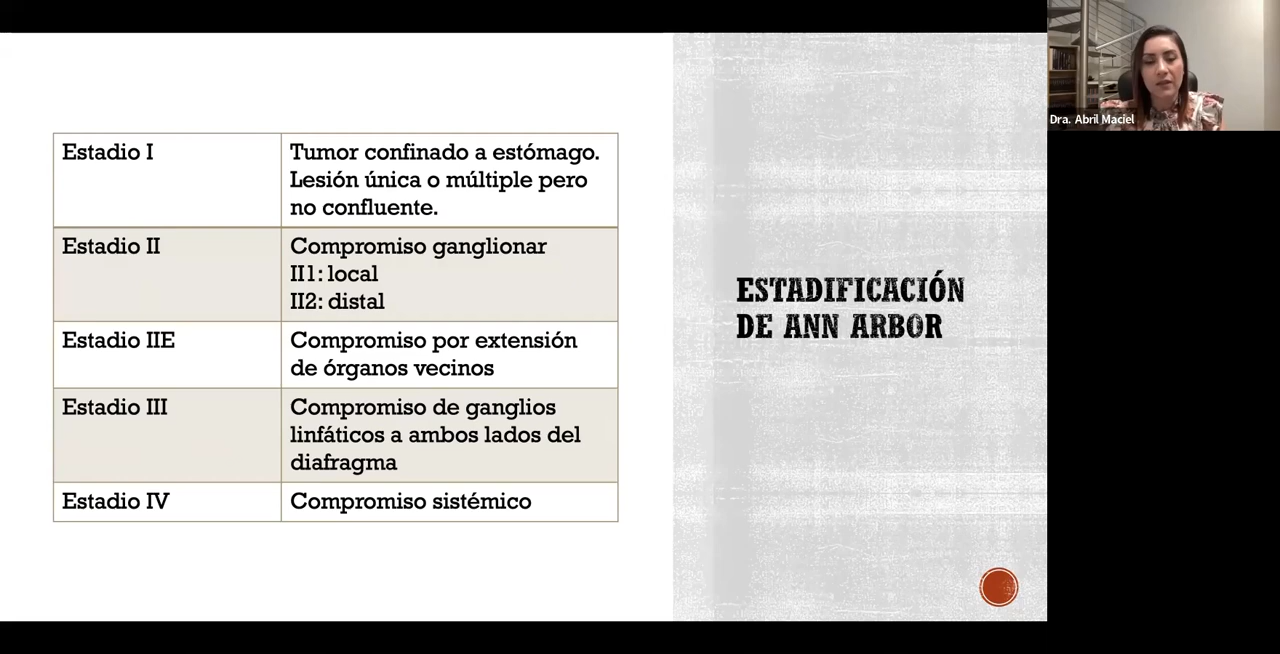 Estadio I
Tumor confinado a estómago.
Lesión única o múltiple pero
no confluente.
Estadio II
Compromiso ganglionar
II1: local
II2: distal
Estadio IIE
Compromiso por extensión
de órganos vecinos
Estadio III
Compromiso de ganglios
linfáticos a ambos lados del
diafragma
Estadio IV
Compromiso sistémico
ESTADIFICACIÓN
DE ANN ARBOR
Dra. Abril Maciel